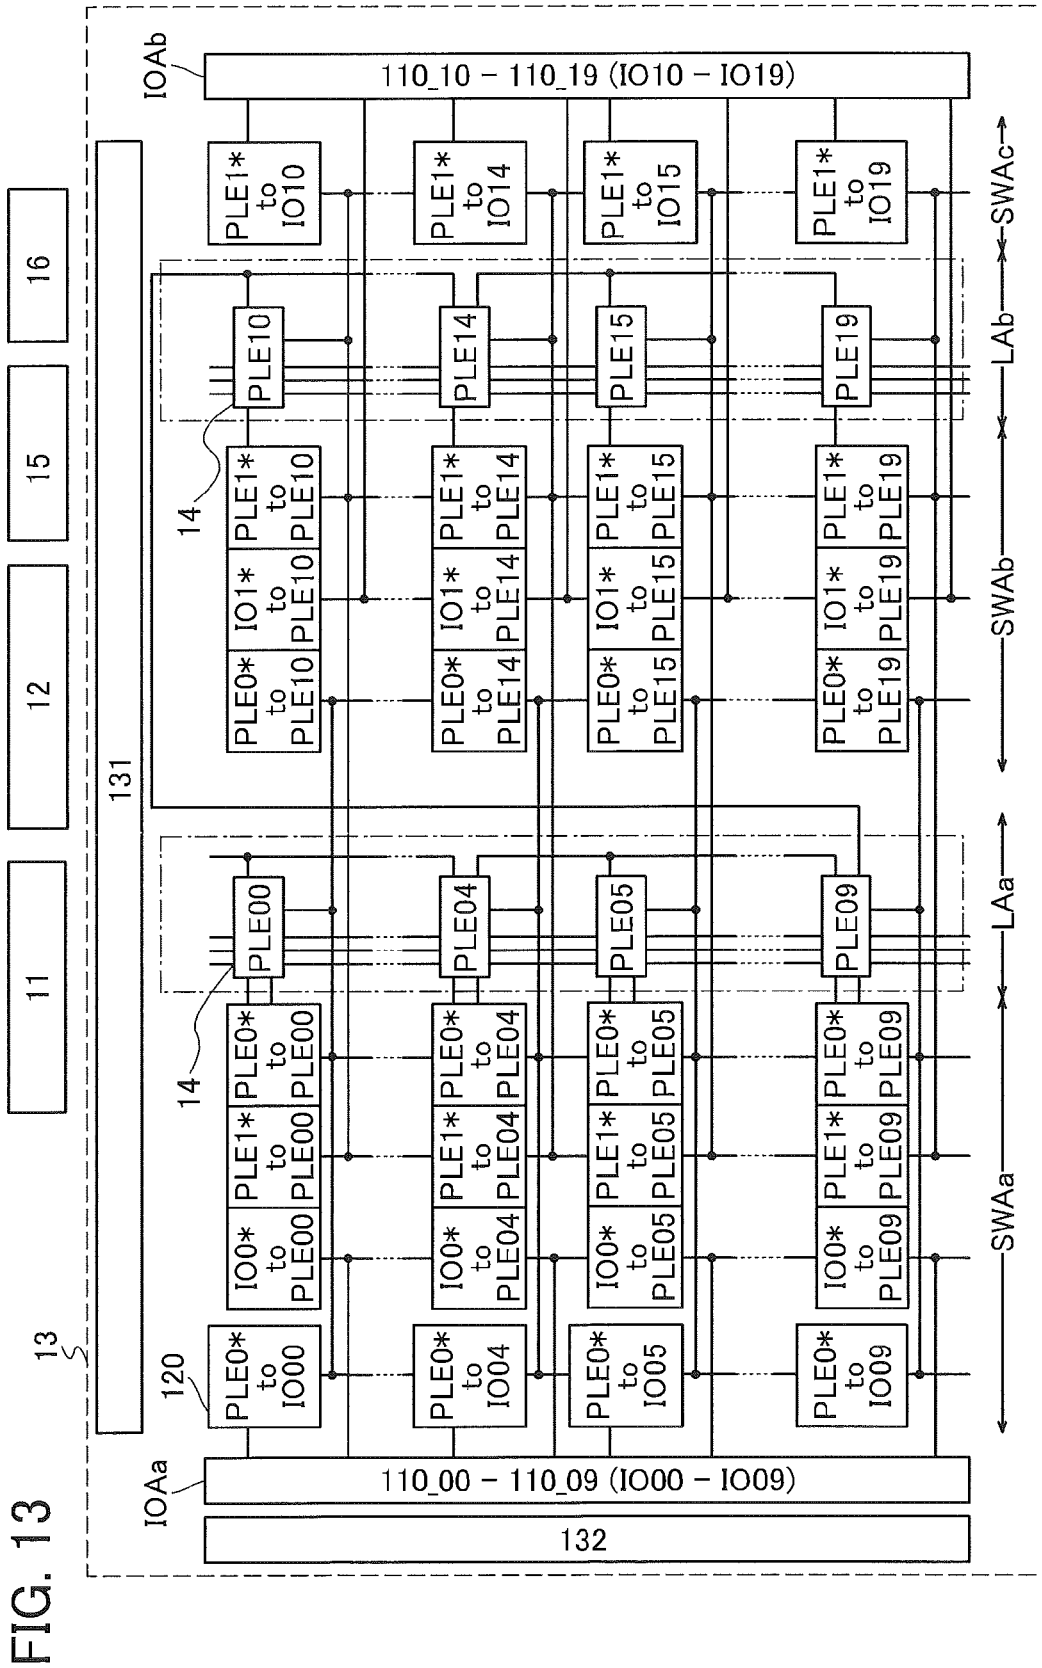 FIG. 13
11
12
15
16
13
131
132
IOAa
110_00 - 110_09 (IO00 - IO09)
120
14
14
IOAb
110_10 - 110_19 (IO10 - IO19)
PLE0*
to
IO00
IO0*
to
PLE00
PLE1*
to
PLE00
PLE0*
to
PLE00
PLE00
PLE0*
to
PLE10
IO1*
to
PLE10
PLE1*
to
PLE10
PLE10
PLE1*
to
IO10
PLE0*
to
IO04
IO0*
to
PLE04
PLE1*
to
PLE04
PLE0*
to
PLE04
PLE04
PLE0*
to
PLE14
IO1*
to
PLE14
PLE1*
to
PLE14
PLE14
PLE1*
to
IO14
PLE0*
to
IO05
IO0*
to
PLE05
PLE1*
to
PLE05
PLE0*
to
PLE05
PLE05
PLE0*
to
PLE15
IO1*
to
PLE15
PLE1*
to
PLE15
PLE15
PLE1*
to
IO15
PLE0*
to
IO09
IO0*
to
PLE09
PLE1*
to
PLE09
PLE0*
to
PLE09
PLE09
PLE0*
to
PLE19
IO1*
to
PLE19
PLE1*
to
PLE19
PLE19
PLE1*
to
IO19
SWAa
LAa
SWAb
LAb
SWAc